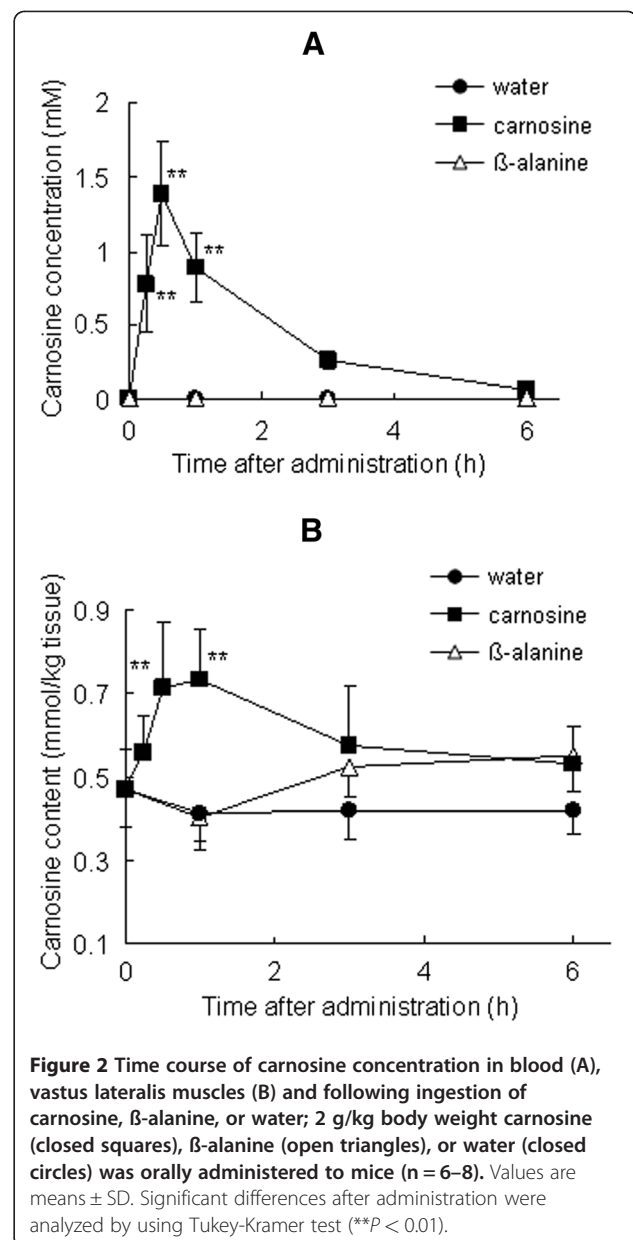 A
water
carnosine
ß-alanine
Carnosine concentration (mM)
2
1.5
1
0.5
0
**
**
**
0 2 4 6
Time after administration (h)
B
water
carnosine
ß-alanine
Carnosine content (mmol/kg tissue)
0.9
0.7
0.5
0.3
0.1
** **
0 2 4 6
Time after administration (h)
Figure 2 Time course of carnosine concentration in blood (A),
vastus lateralis muscles (B) and following ingestion of
carnosine, ß-alanine, or water; 2 g/kg body weight carnosine
(closed squares), ß-alanine (open triangles), or water (closed
circles) was orally administered to mice (n = 6–8). Values are
means ± SD. Significant differences after administration were
analyzed by using Tukey-Kramer test (**P < 0.01).